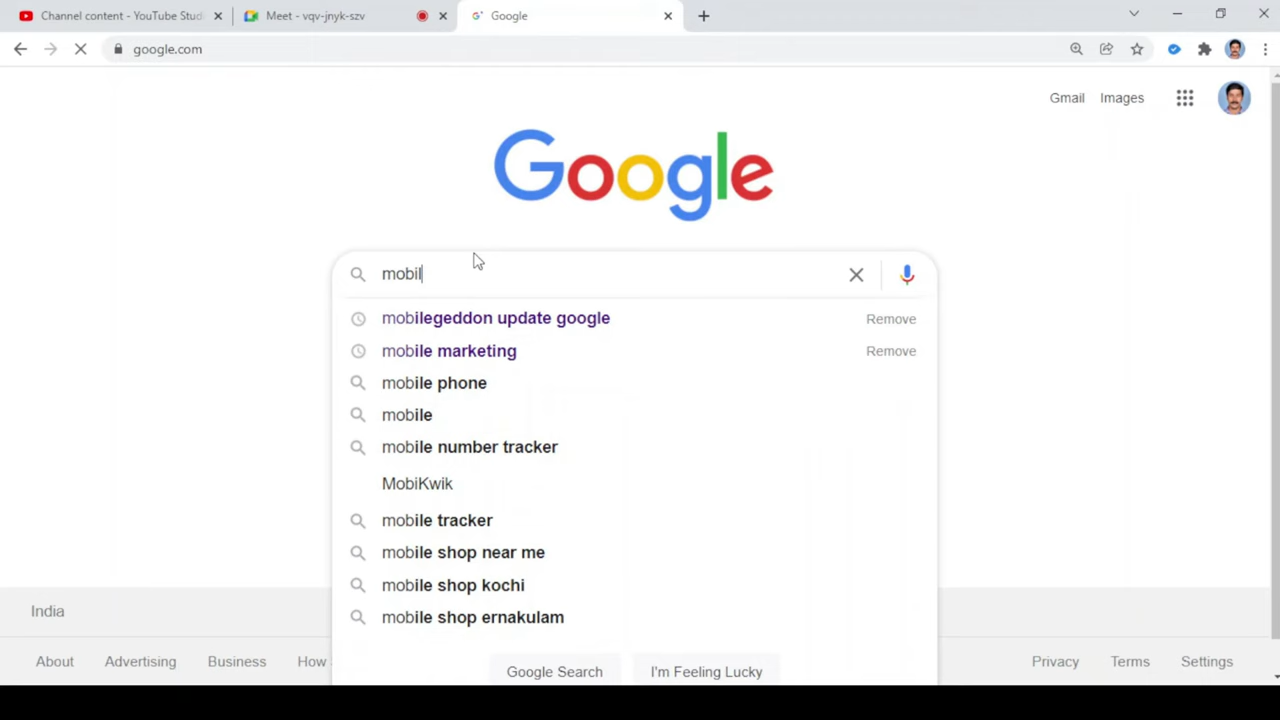 Channel content - YouTube Stud
Meet - vqv-jnyk-szv
Google
google.com
Gmail
Images
Google
mobil
mobilegeddon update google
Remove
mobile marketing
Remove
mobile phone
mobile
mobile number tracker
MobiKwik
mobile tracker
mobile shop near me
mobile shop kochi
mobile shop ernakulam
Google Search
I'm Feeling Lucky
India
About
Advertising
Business
How
Privacy
Terms
Settings